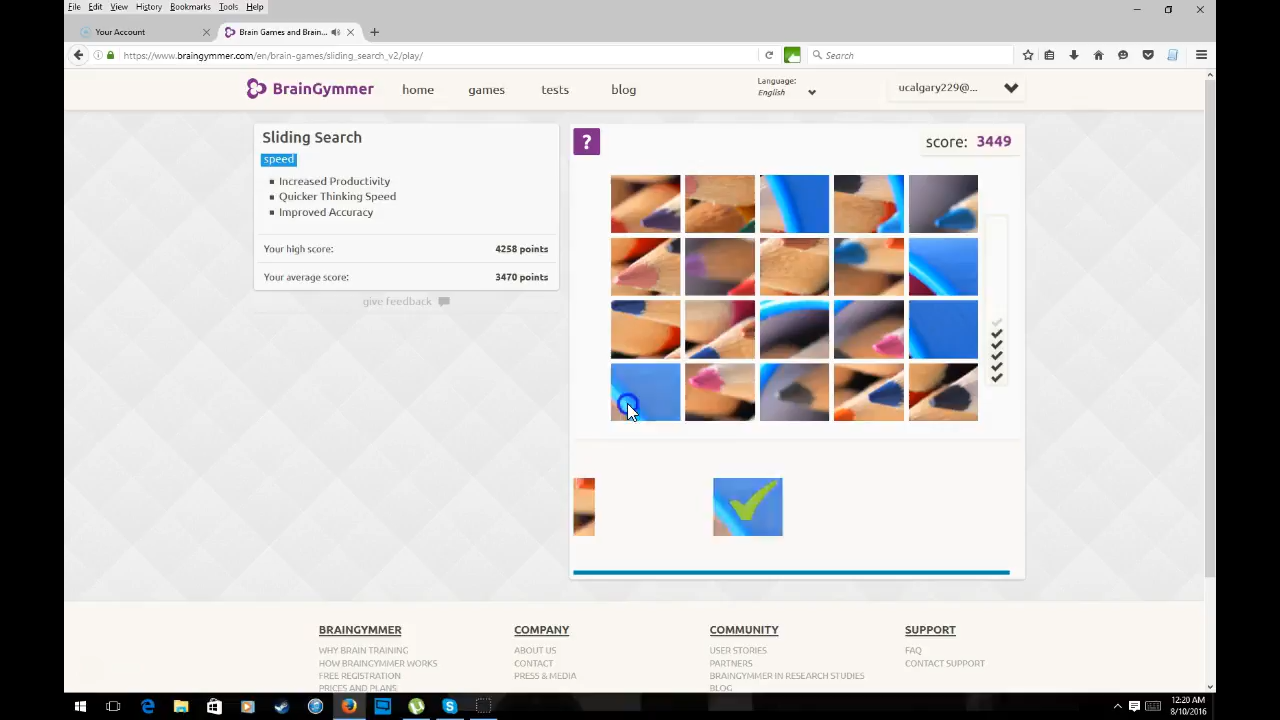 File Edit View History Bookmarks Tools Help
Your Account
Brain Games and Brain...
https://www.braingymmer.com/en/brain-games/sliding_search_v2/play/
Search
BrainGymmer home games tests blog
Language:
English
ucalgary229@...
Sliding Search
speed
Increased Productivity
Quicker Thinking Speed
Improved Accuracy
Your high score: 4258 points
Your average score: 3470 points
give feedback
?
score: 3449
BRAINGYMMER
WHY BRAIN TRAINING
HOW BRAINGYMMER WORKS
FREE REGISTRATION
PRICES AND PLANS
COMPANY
ABOUT US
CONTACT
PRESS & MEDIA
COMMUNITY
USER STORIES
PARTNERS
BRAINGYMMER IN RESEARCH STUDIES
BLOG
SUPPORT
FAQ
CONTACT SUPPORT
12:20 AM
8/10/2016